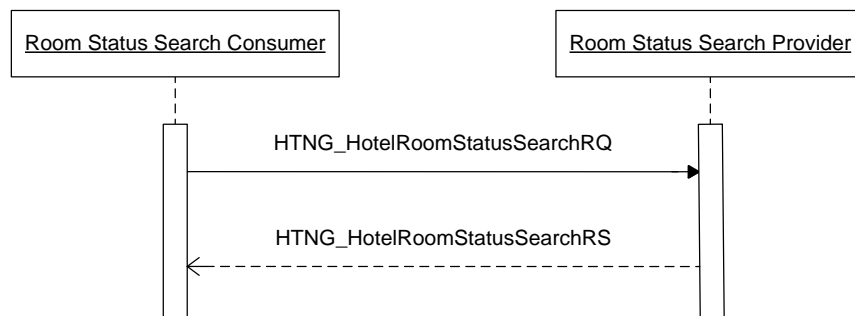 Room Status Search Consumer
Room Status Search Provider
HTNG_HotelRoomStatusSearchRQ
HTNG_HotelRoomStatusSearchRS